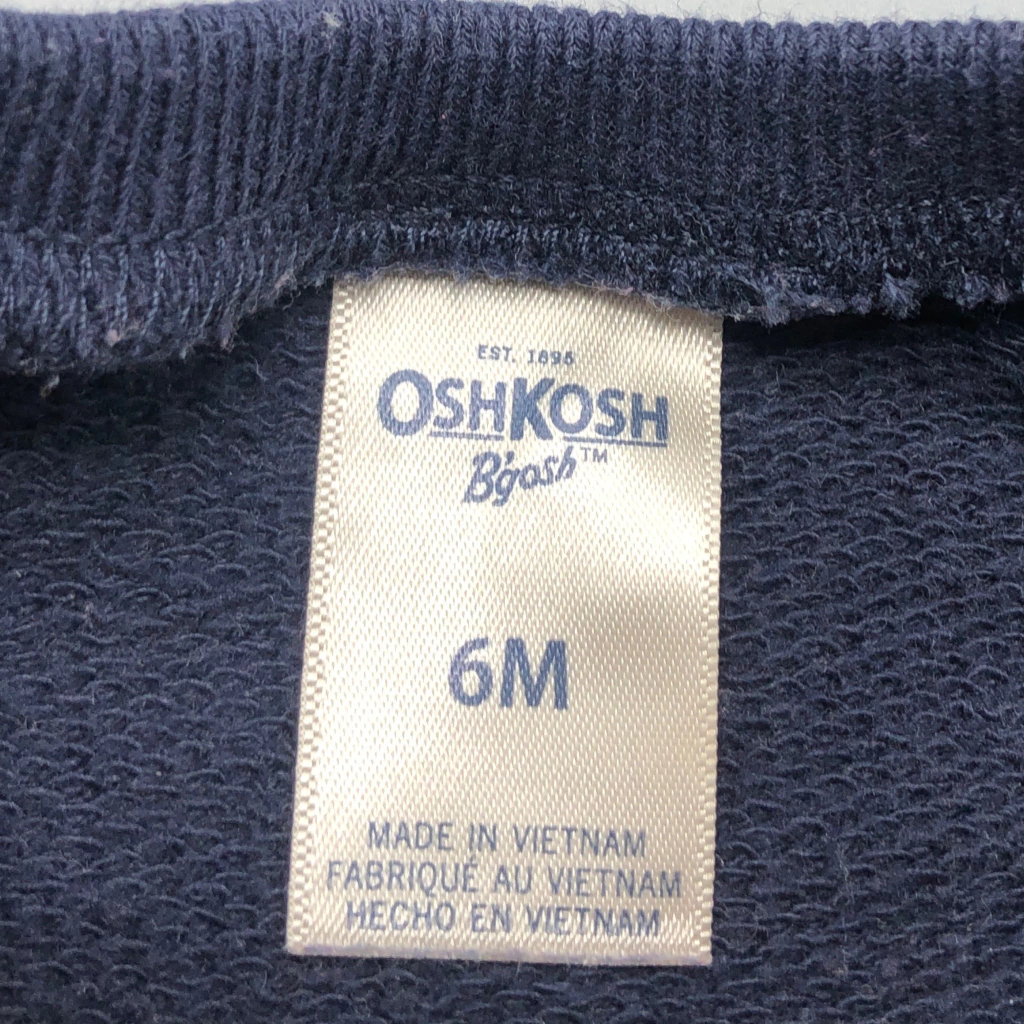 EST. 1895
OSHKOSH
B'gosh™
6M
MADE IN VIETNAM
FABRIQUÉ AU VIETNAM
HECHO EN VIETNAM